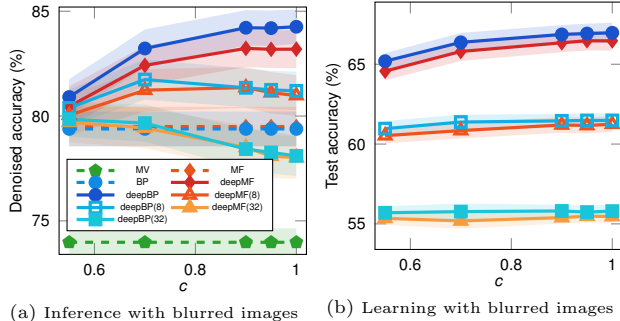 Denoised accuracy (%)
85
80
75
0.6
0.8
1
c
MV
MF
BP
deepMF
deepBP
deepMF(8)
deepBP(8)
deepMF(32)
deepBP(32)
(a) Inference with blurred images
Test accuracy (%)
65
60
55
0.6
0.8
1
c
(b) Learning with blurred images